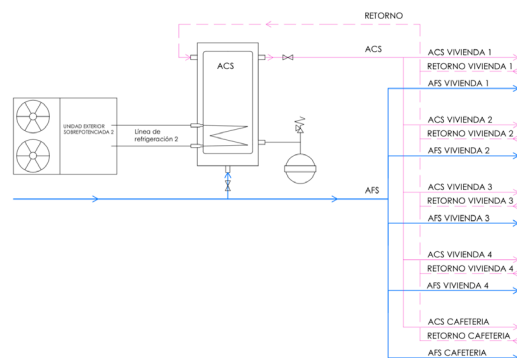 RETORNO
ACS
ACS
UNIDAD EXTERIOR
SOBREPOTENCIADA 2
Línea de
refrigeración 2
AFS
ACS VIVIENDA 1
RETORNO VIVIENDA 1
AFS VIVIENDA 1
ACS VIVIENDA 2
RETORNO VIVIENDA 2
AFS VIVIENDA 2
ACS VIVIENDA 3
RETORNO VIVIENDA 3
AFS VIVIENDA 3
ACS VIVIENDA 4
RETORNO VIVIENDA 4
AFS VIVIENDA 4
ACS CAFETERIA
RETORNO CAFETERIA
AFS CAFETERIA